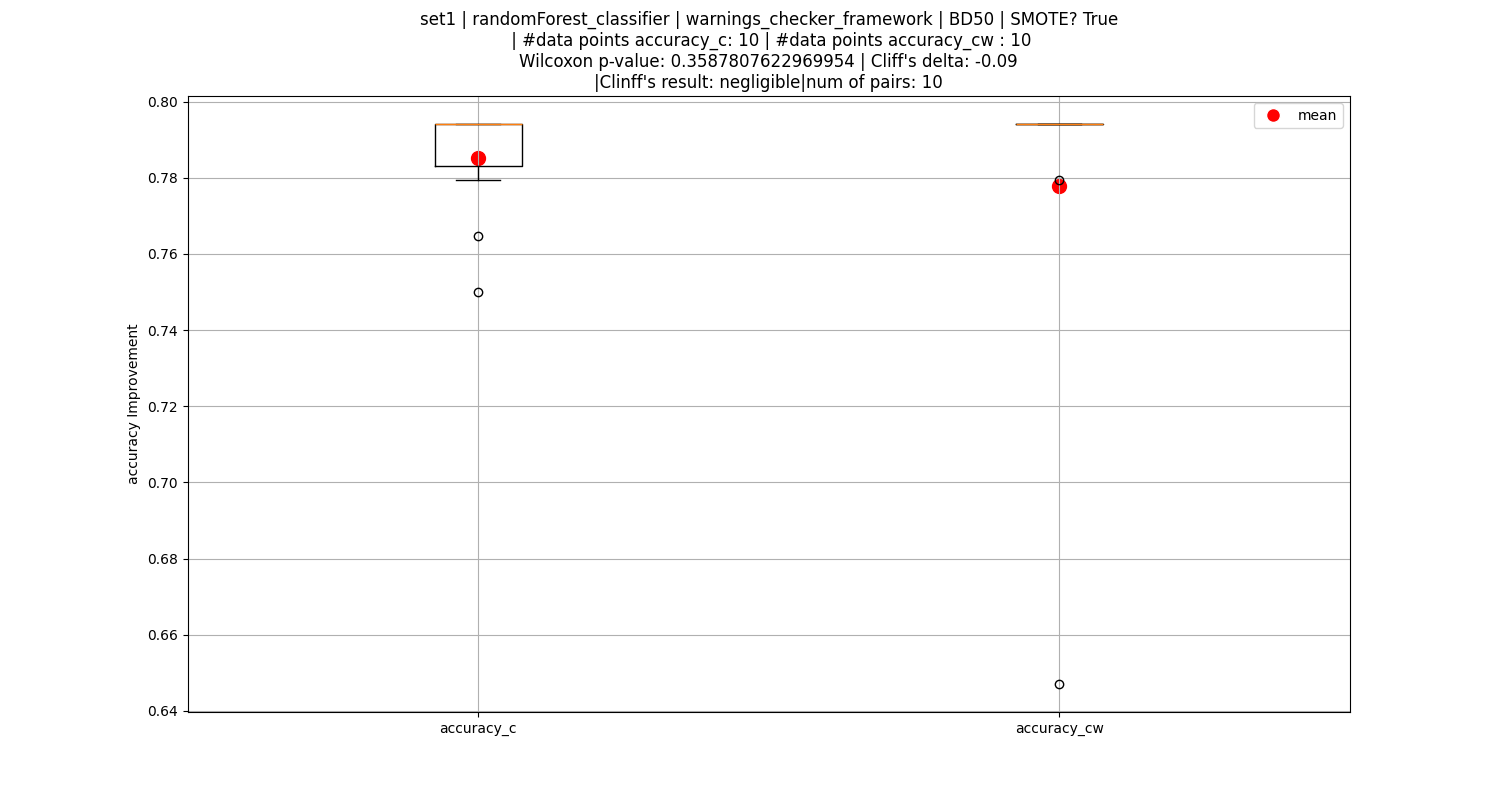 set1 | randomForest_classifier | warnings_checker_framework | BD50 | SMOTE? True
| #data points accuracy_c: 10 | #data points accuracy_cw : 10
Wilcoxon p-value: 0.3587807622969954 | Cliff's delta: -0.09
|Clinff's result: negligible|num of pairs: 10
mean
accuracy Improvement
0.80
0.78
0.76
0.74
0.72
0.70
0.68
0.66
0.64
accuracy_c
accuracy_cw